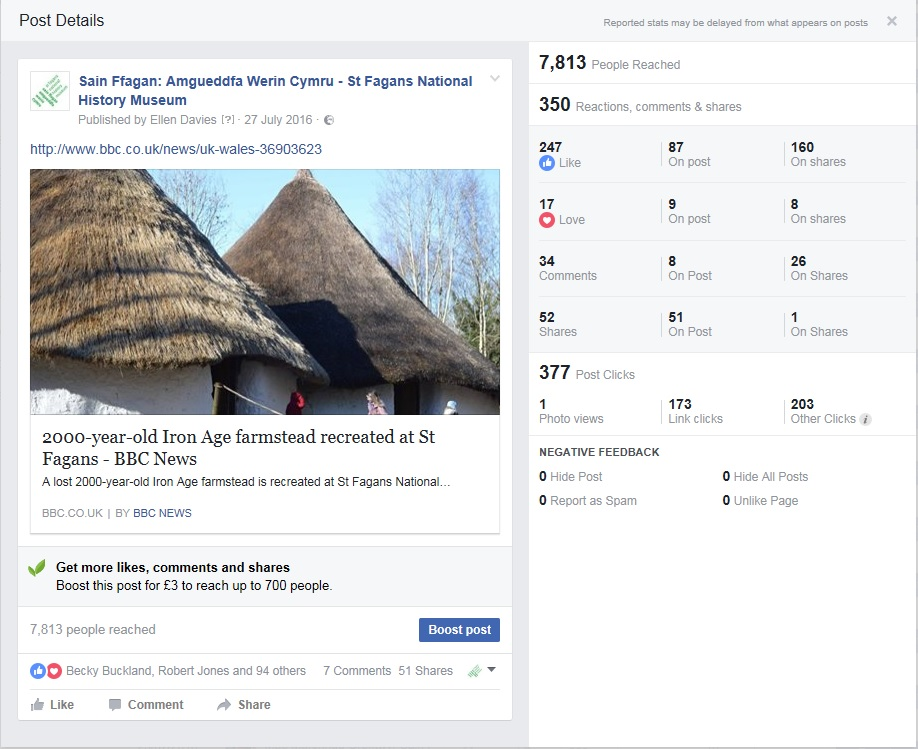 Post Details
Reported stats may be delayed from what appears on posts
Sain Ffagan: Amgueddfa Werin Cymru - St Fagans National
History Museum
Published by Ellen Davies [?] · 27 July 2016 ·
http://www.bbc.co.uk/news/uk-wales-36903623
2000-year-old Iron Age farmstead recreated at St
Fagans - BBC News
A lost 2000-year-old Iron Age farmstead is recreated at St Fagans National...
BBC.CO.UK | BY BBC NEWS
Get more likes, comments and shares
Boost this post for £3 to reach up to 700 people.
7,813 people reached
Boost post
Becky Buckland, Robert Jones and 94 others 7 Comments 51 Shares
Like Comment Share
7,813 People Reached
350 Reactions, comments & shares
247 87 160
Like On post On shares
17 9 8
Love On post On shares
34 8 26
Comments On Post On Shares
52 51 1
Shares On Post On Shares
377 Post Clicks
1 173 203
Photo views Link clicks Other Clicks i
NEGATIVE FEEDBACK
0 Hide Post 0 Hide All Posts
0 Report as Spam 0 Unlike Page